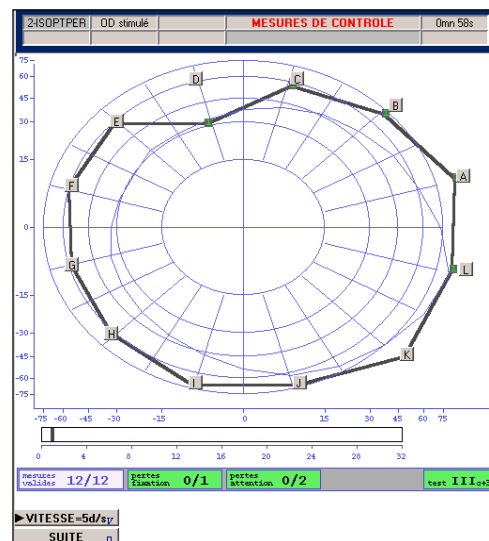 2-ISOPTPER OD stimulé MESURES DE CONTROLE 0mn 58s
75
60
45
30
15
0
-15
-30
-45
-60
-75
D C B E A F G L H K I J
-75 -60 -45 -30 -15 0 15 30 45 60 75
0 4 8 12 16 20 24 28 32
mesures valides 12/12
pertes fixation 0/1
pertes attention 0/2
test III c+3
VITESSE=5d/s V
SUITE